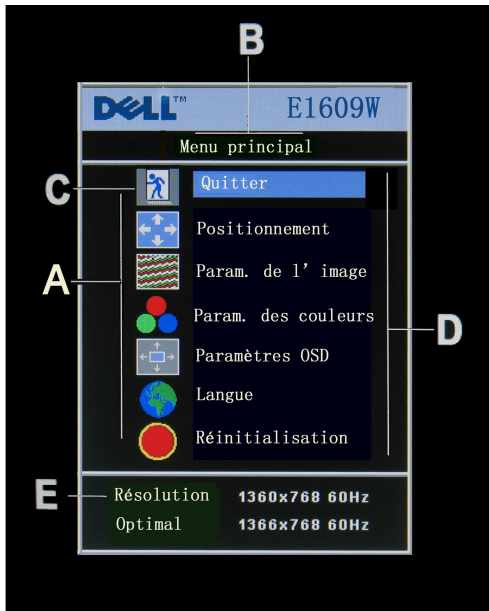 B
DELL™ E1609W
Menu principal
C
Quitter
Positionnement
A
Param. de l' image
Param. des couleurs
D
Paramètres OSD
Langue
Réinitialisation
E
Résolution 1360x768 60Hz
Optimal 1366x768 60Hz